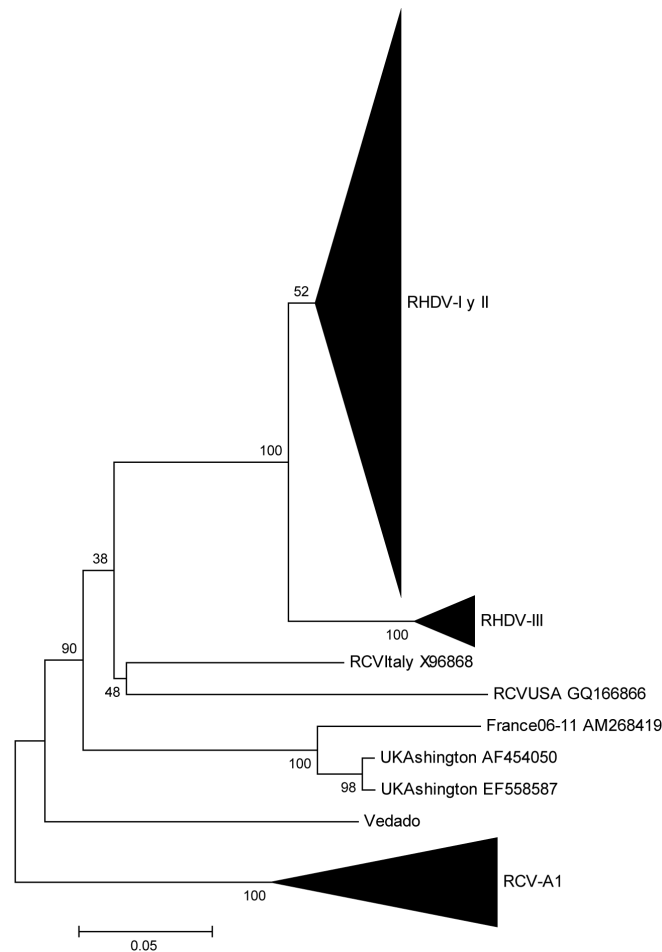 52
RHDV-I y II
100
38
RHDV-III
100
90
RCVItaly X96868
48
RCVUSA GQ166866
France06-11 AM268419
100
UKAshington AF454050
98
UKAshington EF558587
Vedado
RCV-A1
100
0.05